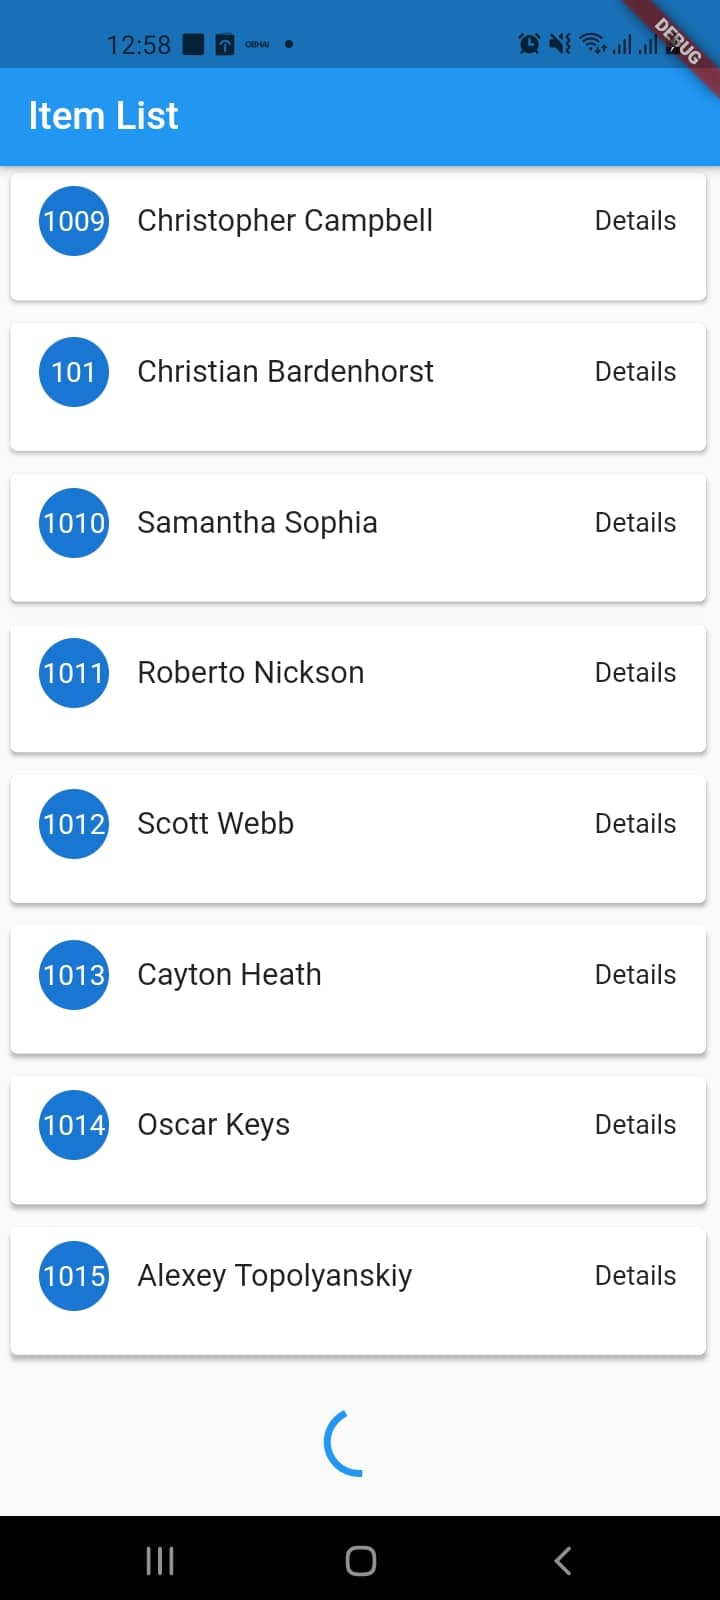 12:58 OBHAI
DEBUG
Item List
1009 Christopher Campbell Details
101 Christian Bardenhorst Details
1010 Samantha Sophia Details
1011 Roberto Nickson Details
1012 Scott Webb Details
1013 Cayton Heath Details
1014 Oscar Keys Details
1015 Alexey Topolyanskiy Details